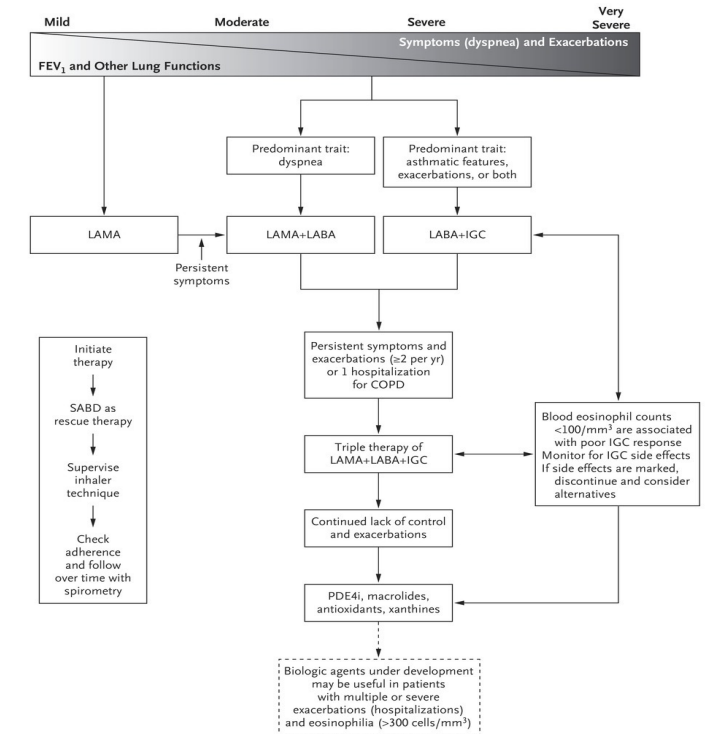 Mild
Moderate
Severe
Very
Severe
Symptoms (dyspnea) and Exacerbations
FEV₁ and Other Lung Functions
Predominant trait:
dyspnea
Predominant trait:
asthmatic features,
exacerbations, or both
LAMA
LAMA+LABA
LABA+IGC
Persistent
symptoms
Initiate
therapy
SABD as
rescue therapy
Supervise
inhaler
technique
Check
adherence
and follow
over time with
spirometry
Persistent symptoms and
exacerbations (≥2 per yr)
or 1 hospitalization
for COPD
Triple therapy of
LAMA+LABA+IGC
Blood eosinophil counts
<100/mm³ are associated
with poor IGC response
Monitor for IGC side effects
If side effects are marked,
discontinue and consider
alternatives
Continued lack of control
and exacerbations
PDE4i, macrolides,
antioxidants, xanthines
Biologic agents under development
may be useful in patients
with multiple or severe
exacerbations (hospitalizations)
and eosinophilia (>300 cells/mm³)